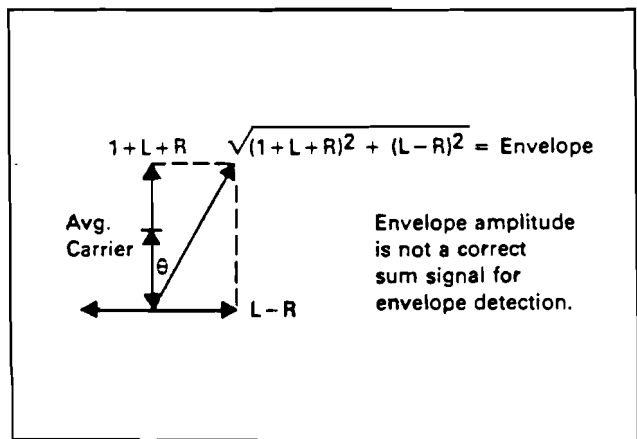 1+L+R √(1+L+R)2 + (L−R)2 = Envelope
Avg.
Carrier
θ
L−R
Envelope amplitude
is not a correct
sum signal for
envelope detection.